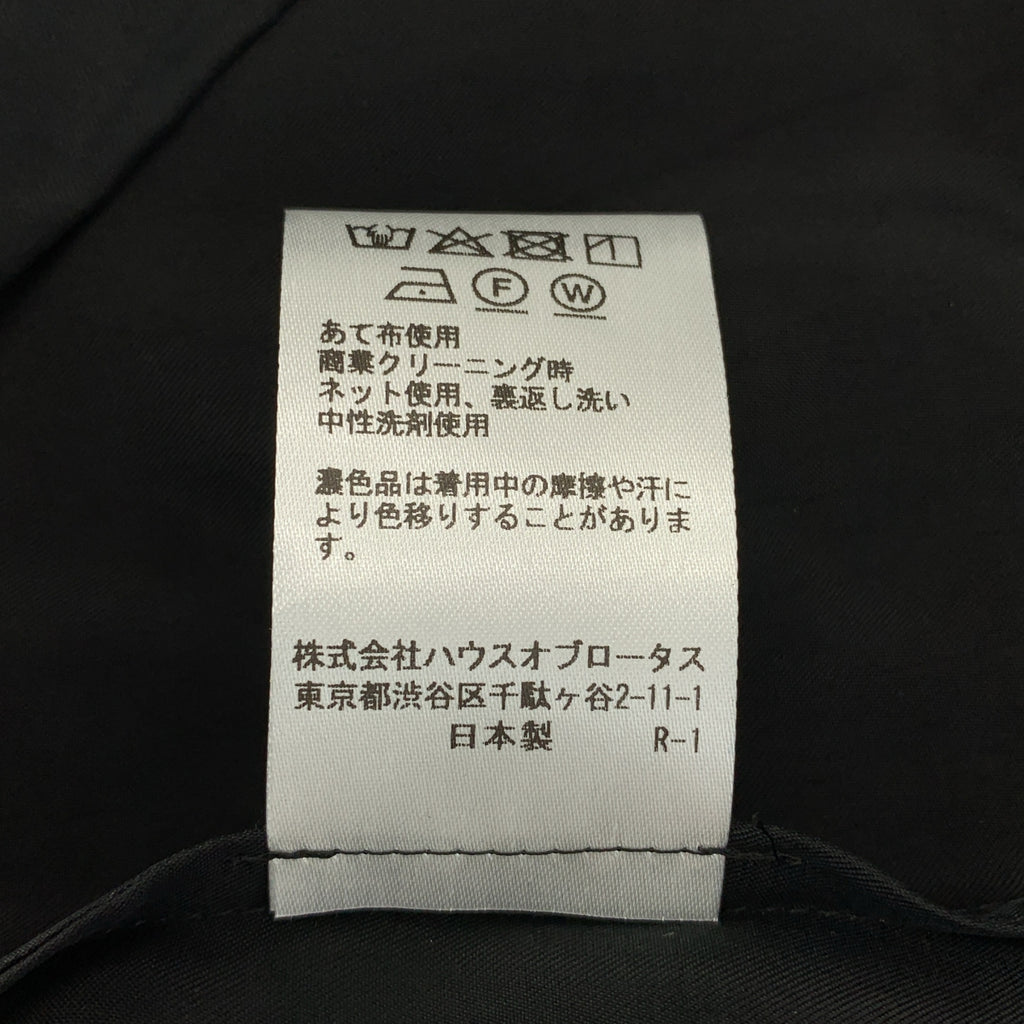 F W
あて布使用
商業クリーニング時
ネット使用、裏返し洗い
中性洗剤使用
濃色品は着用中の摩擦や汗に
より色移りすることがありま
す。
株式会社ハウスオブロータス
東京都渋谷区千駄ヶ谷2-11-1
日本製 R-1